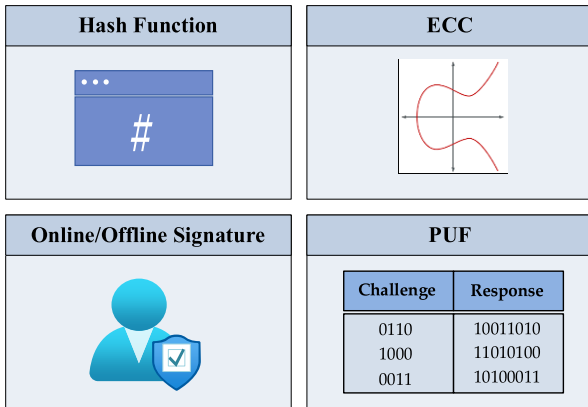 Hash Function
ECC
#
Online/Offline Signature
PUF
Challenge Response
0110 10011010
1000 11010100
0011 10100011